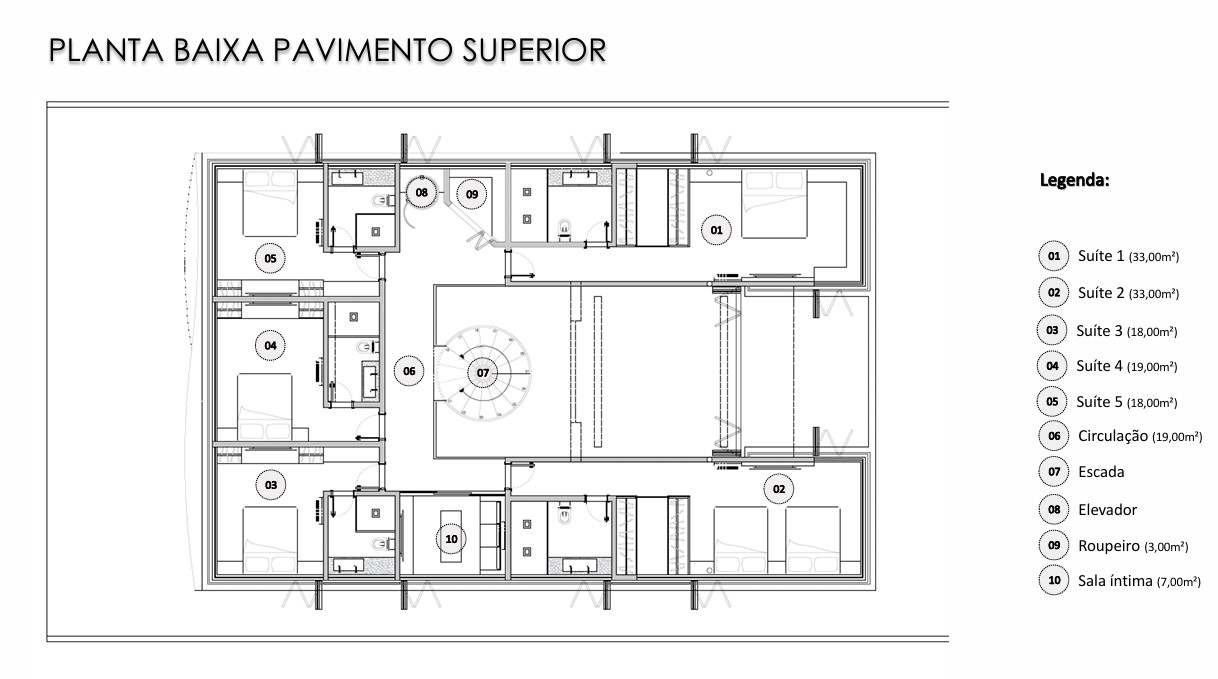 PLANTA BAIXA PAVIMENTO SUPERIOR
08
09
01
05
04
06
07
03
02
10
Legenda:
01 Suíte 1 (33,00m²)
02 Suíte 2 (33,00m²)
03 Suíte 3 (18,00m²)
04 Suíte 4 (19,00m²)
05 Suíte 5 (18,00m²)
06 Circulação (19,00m²)
07 Escada
08 Elevador
09 Roupeiro (3,00m²)
10 Sala íntima (7,00m²)